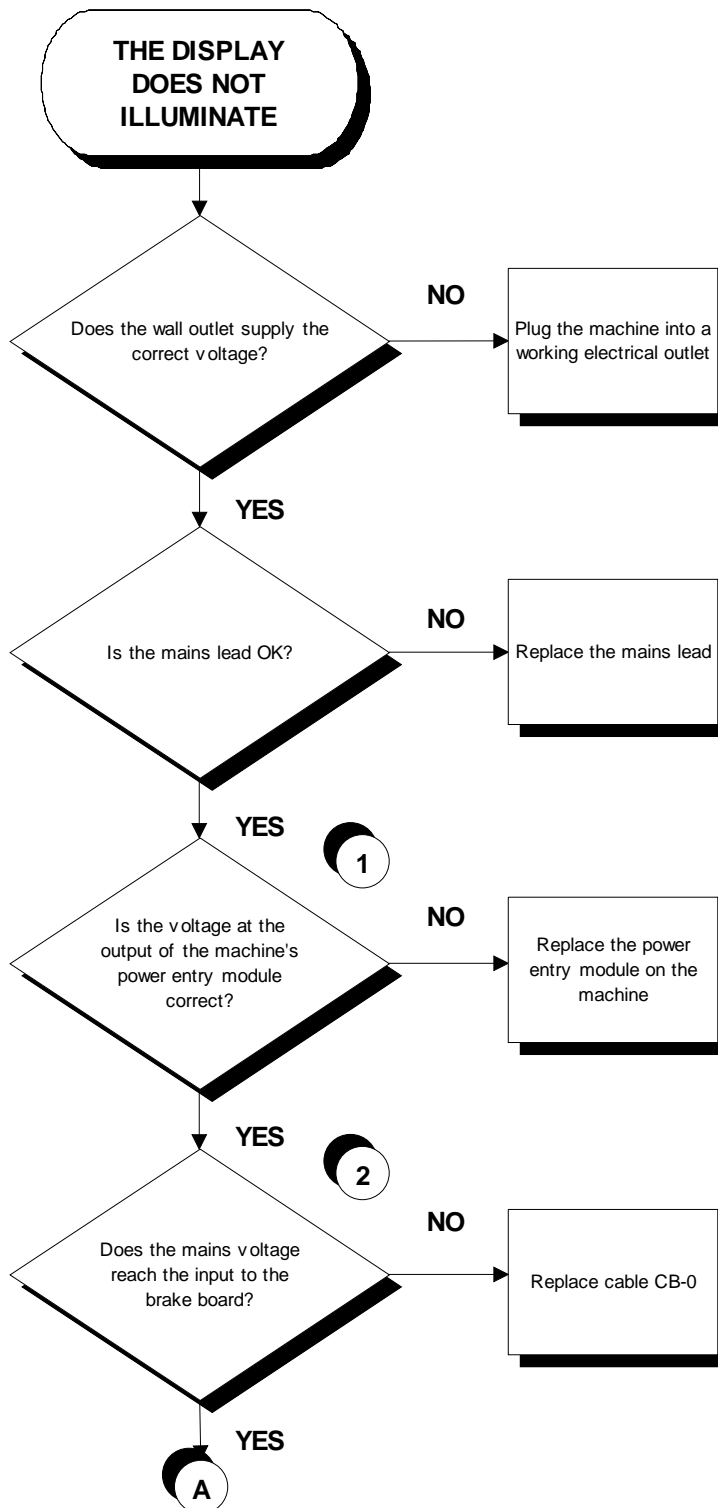 THE DISPLAY
DOES NOT
ILLUMINATE
Does the wall outlet supply the
correct voltage?
NO
Plug the machine into a
working electrical outlet
YES
Is the mains lead OK?
NO
Replace the mains lead
YES
1
Is the voltage at the
output of the machine's
power entry module
correct?
NO
Replace the power
entry module on the
machine
YES
2
Does the mains voltage
reach the input to the
brake board?
NO
Replace cable CB-0
YES
A